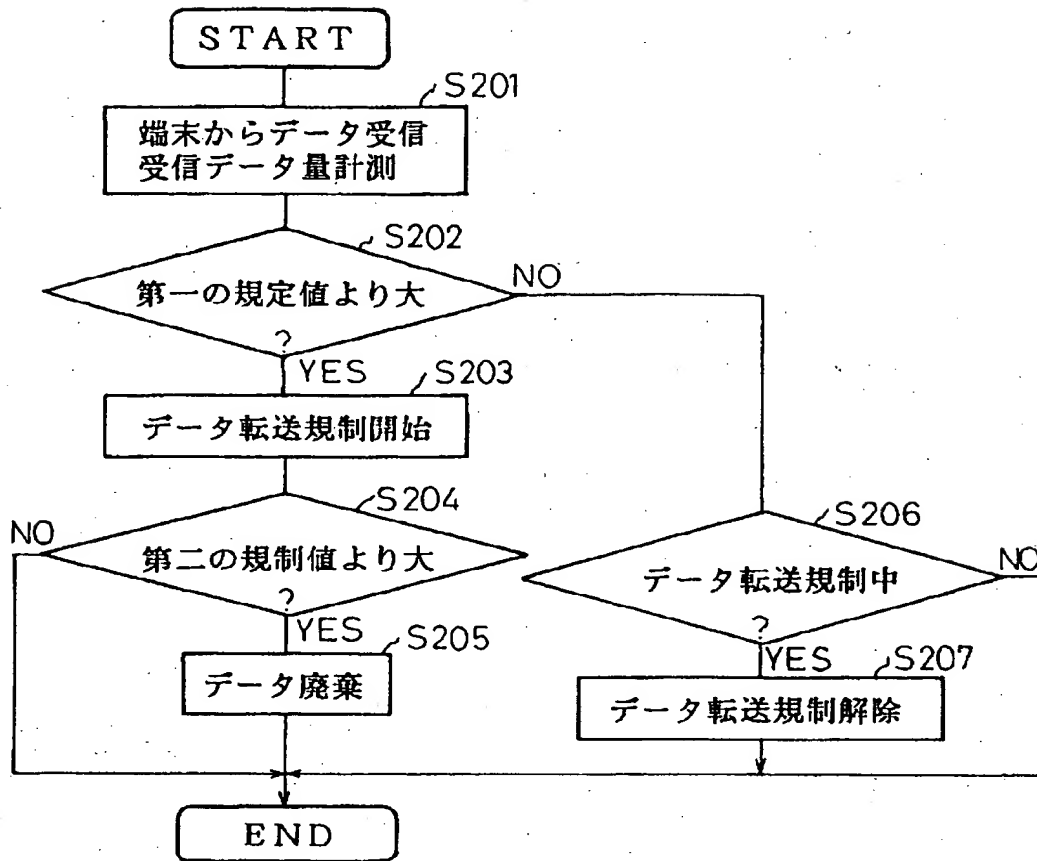 START
S201
端末からデータ受信
受信データ量計測
S202
第一の規定値より大
?
NO
YES
S203
データ転送規制開始
S204
NO
第二の規制値より大
?
YES
S205
データ廃棄
S206
データ転送規制中
?
NO
YES
S207
データ転送規制解除
END